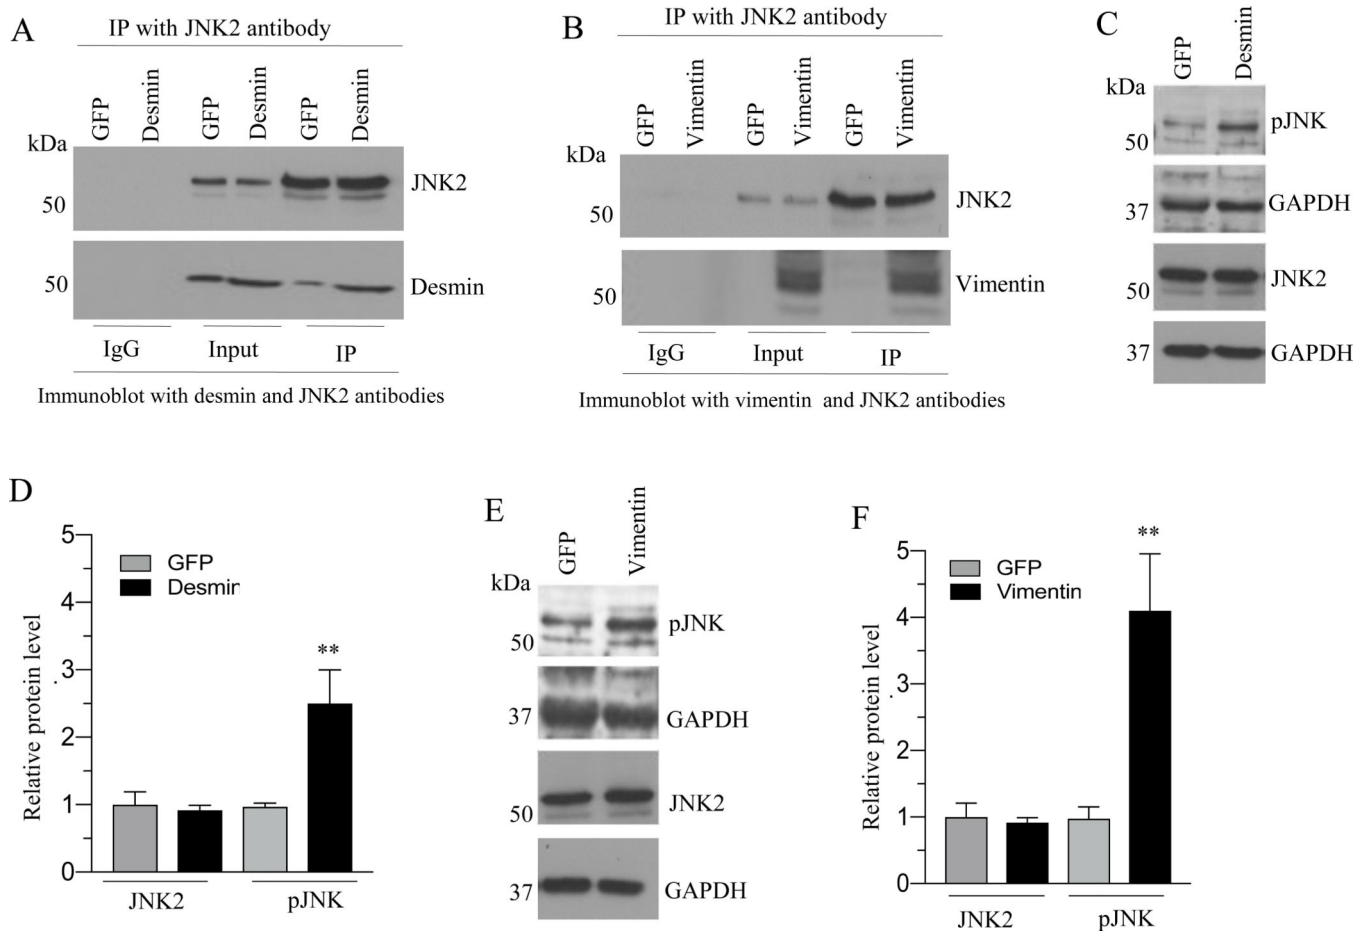 A
IP with JNK2 antibody
GFP
Desmin
GFP
Desmin
GFP
Desmin
kDa
50
JNK2
50
Desmin
IgG
Input
IP
Immunoblot with desmin and JNK2 antibodies
B
IP with JNK2 antibody
GFP
Vimentin
GFP
Vimentin
GFP
Vimentin
kDa
50
JNK2
50
Vimentin
IgG
Input
IP
Immunoblot with vimentin and JNK2 antibodies
C
GFP
Desmin
kDa
50
pJNK
37
GAPDH
50
JNK2
37
GAPDH
D
Relative protein level
5
4
3
2
1
0
GFP
Desmin
**
JNK2
pJNK
E
GFP
Vimentin
kDa
50
pJNK
37
GAPDH
50
JNK2
37
GAPDH
F
Relative protein level
5
4
3
2
1
0
GFP
Vimentin
**
JNK2
pJNK